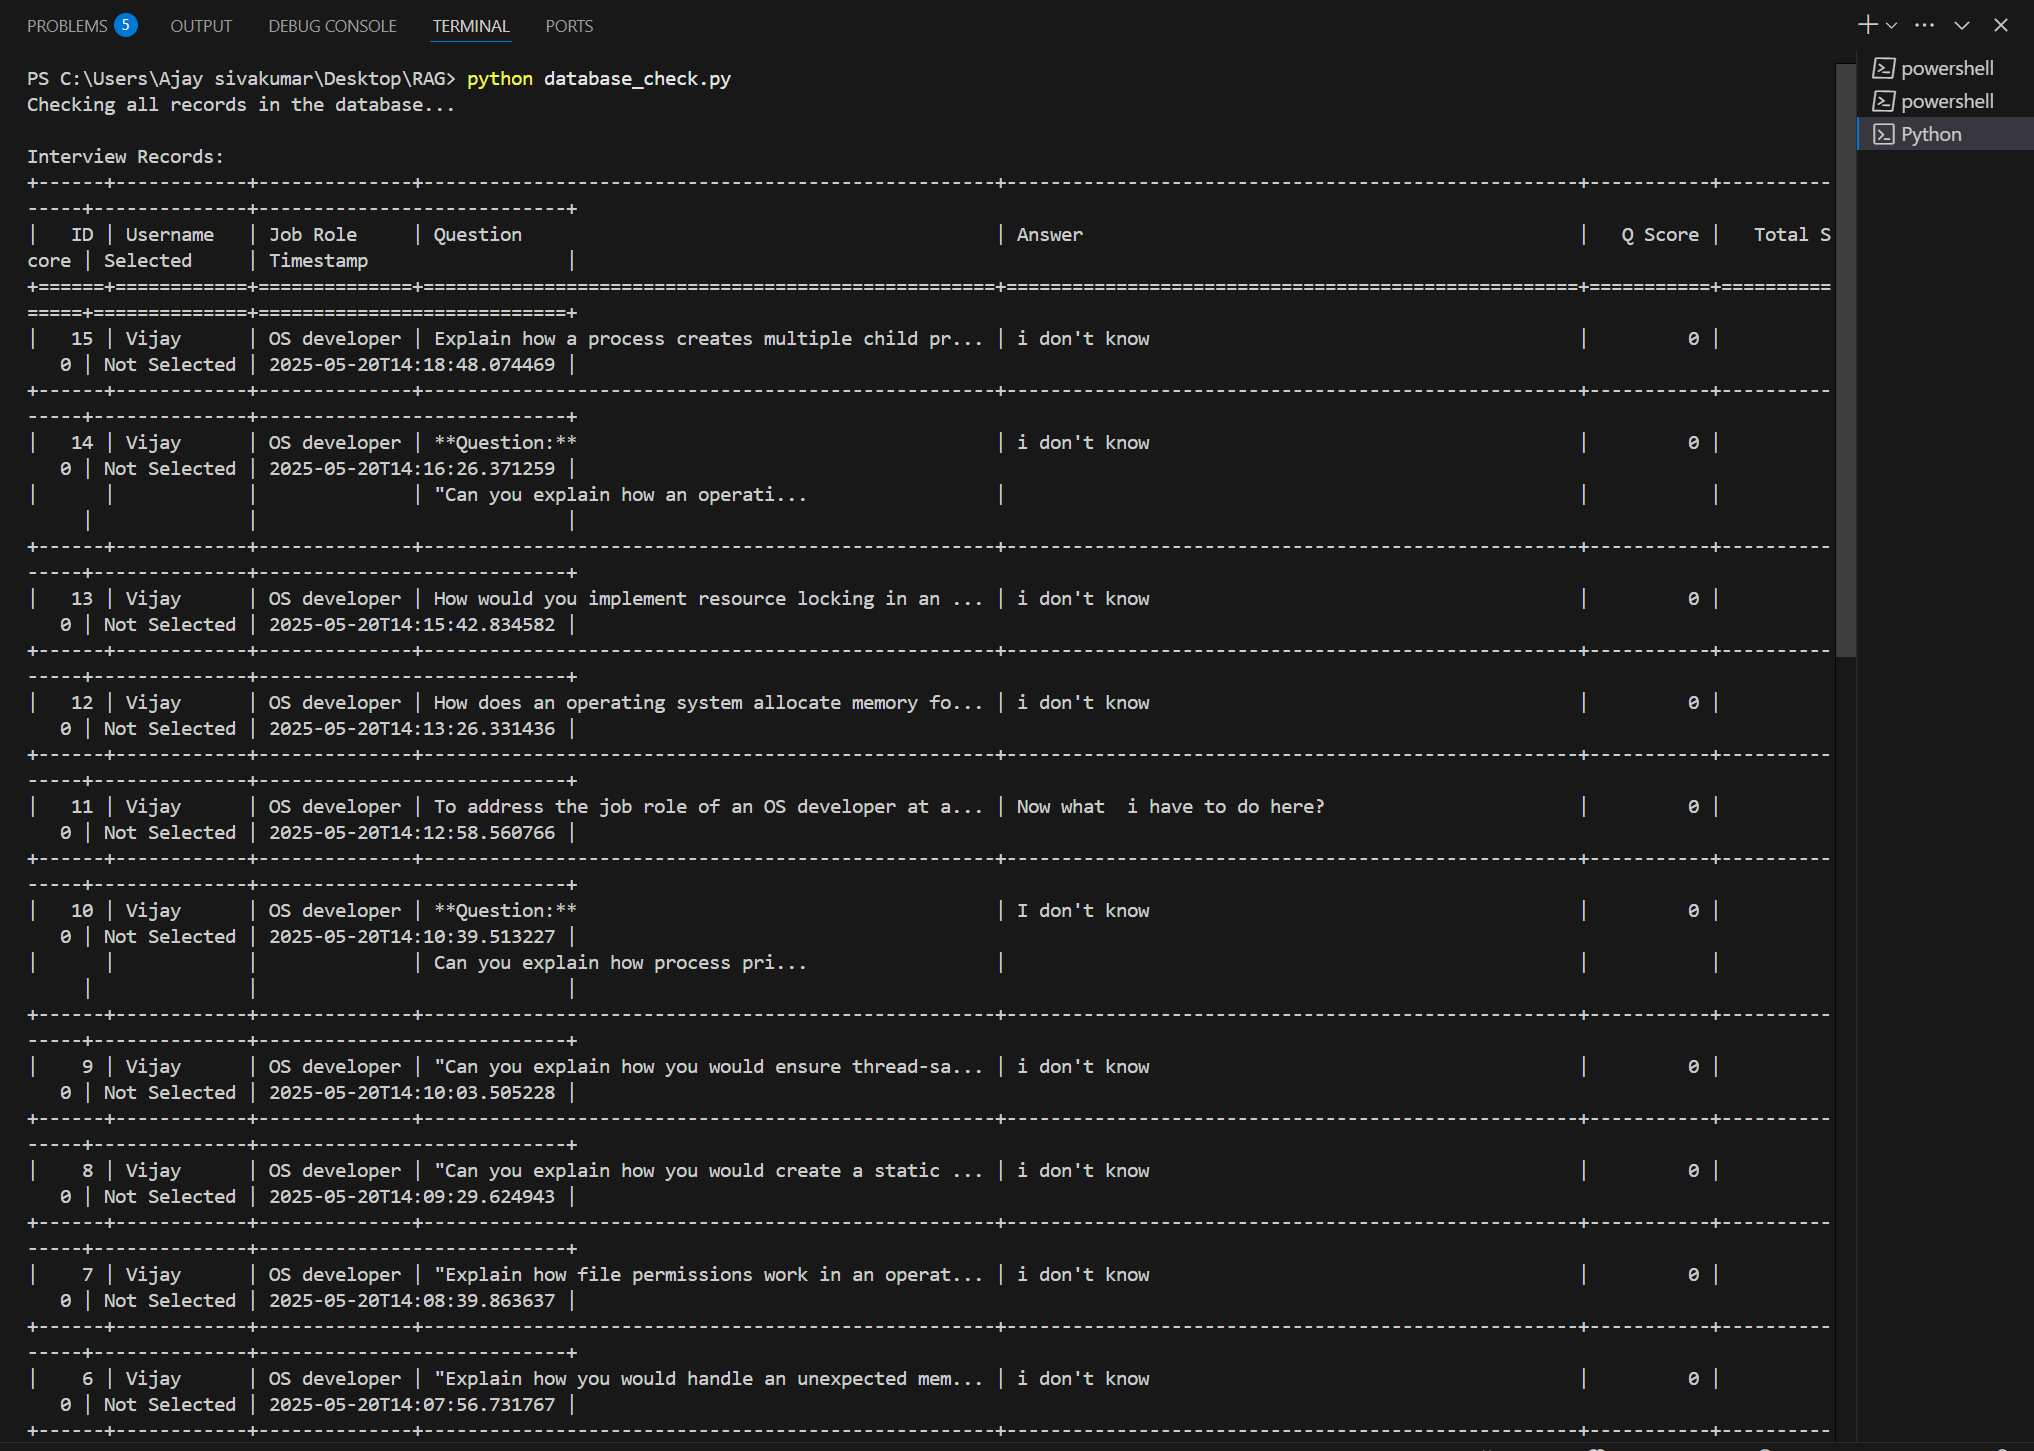 PROBLEMS 5 OUTPUT DEBUG CONSOLE TERMINAL PORTS
PS C:\Users\Ajay sivakumar\Desktop\RAG> python database_check.py
Checking all records in the database...
Interview Records:
+------+------------+--------------+----------------------------------------------------+----------------------------------------------------+-----------+----------
-----+--------------+----------------------------+
|   ID | Username   | Job Role     | Question                                           | Answer                                             |   Q Score |   Total S
core | Selected     | Timestamp                  |
+======+============+==============+====================================================+====================================================+===========+==========
=====+==============+============================+
|   15 | Vijay      | OS developer | Explain how a process creates multiple child pr... | i don't know                                       |         0 |
   0 | Not Selected | 2025-05-20T14:18:48.074469 |
+------+------------+--------------+----------------------------------------------------+----------------------------------------------------+-----------+----------
-----+--------------+----------------------------+
|   14 | Vijay      | OS developer | **Question:**                                      | i don't know                                       |         0 |
   0 | Not Selected | 2025-05-20T14:16:26.371259 |
|      |            |              | "Can you explain how an operati...                 |                                                    |           |
     |              |                            |
+------+------------+--------------+----------------------------------------------------+----------------------------------------------------+-----------+----------
-----+--------------+----------------------------+
|   13 | Vijay      | OS developer | How would you implement resource locking in an ... | i don't know                                       |         0 |
   0 | Not Selected | 2025-05-20T14:15:42.834582 |
+------+------------+--------------+----------------------------------------------------+----------------------------------------------------+-----------+----------
-----+--------------+----------------------------+
|   12 | Vijay      | OS developer | How does an operating system allocate memory fo... | i don't know                                       |         0 |
   0 | Not Selected | 2025-05-20T14:13:26.331436 |
+------+------------+--------------+----------------------------------------------------+----------------------------------------------------+-----------+----------
-----+--------------+----------------------------+
|   11 | Vijay      | OS developer | To address the job role of an OS developer at a... | Now what  i have to do here?                       |         0 |
   0 | Not Selected | 2025-05-20T14:12:58.560766 |
+------+------------+--------------+----------------------------------------------------+----------------------------------------------------+-----------+----------
-----+--------------+----------------------------+
|   10 | Vijay      | OS developer | **Question:**                                      | I don't know                                       |         0 |
   0 | Not Selected | 2025-05-20T14:10:39.513227 |
|      |            |              | Can you explain how process pri...                 |                                                    |           |
     |              |                            |
+------+------------+--------------+----------------------------------------------------+----------------------------------------------------+-----------+----------
-----+--------------+----------------------------+
|    9 | Vijay      | OS developer | "Can you explain how you would ensure thread-sa... | i don't know                                       |         0 |
   0 | Not Selected | 2025-05-20T14:10:03.505228 |
+------+------------+--------------+----------------------------------------------------+----------------------------------------------------+-----------+----------
-----+--------------+----------------------------+
|    8 | Vijay      | OS developer | "Can you explain how you would create a static ... | i don't know                                       |         0 |
   0 | Not Selected | 2025-05-20T14:09:29.624943 |
+------+------------+--------------+----------------------------------------------------+----------------------------------------------------+-----------+----------
-----+--------------+----------------------------+
|    7 | Vijay      | OS developer | "Explain how file permissions work in an operat... | i don't know                                       |         0 |
   0 | Not Selected | 2025-05-20T14:08:39.863637 |
+------+------------+--------------+----------------------------------------------------+----------------------------------------------------+-----------+----------
-----+--------------+----------------------------+
|    6 | Vijay      | OS developer | "Explain how you would handle an unexpected mem... | i don't know                                       |         0 |
   0 | Not Selected | 2025-05-20T14:07:56.731767 |
+------+------------+--------------+----------------------------------------------------+----------------------------------------------------+-----------+----------
powershell
powershell
Python